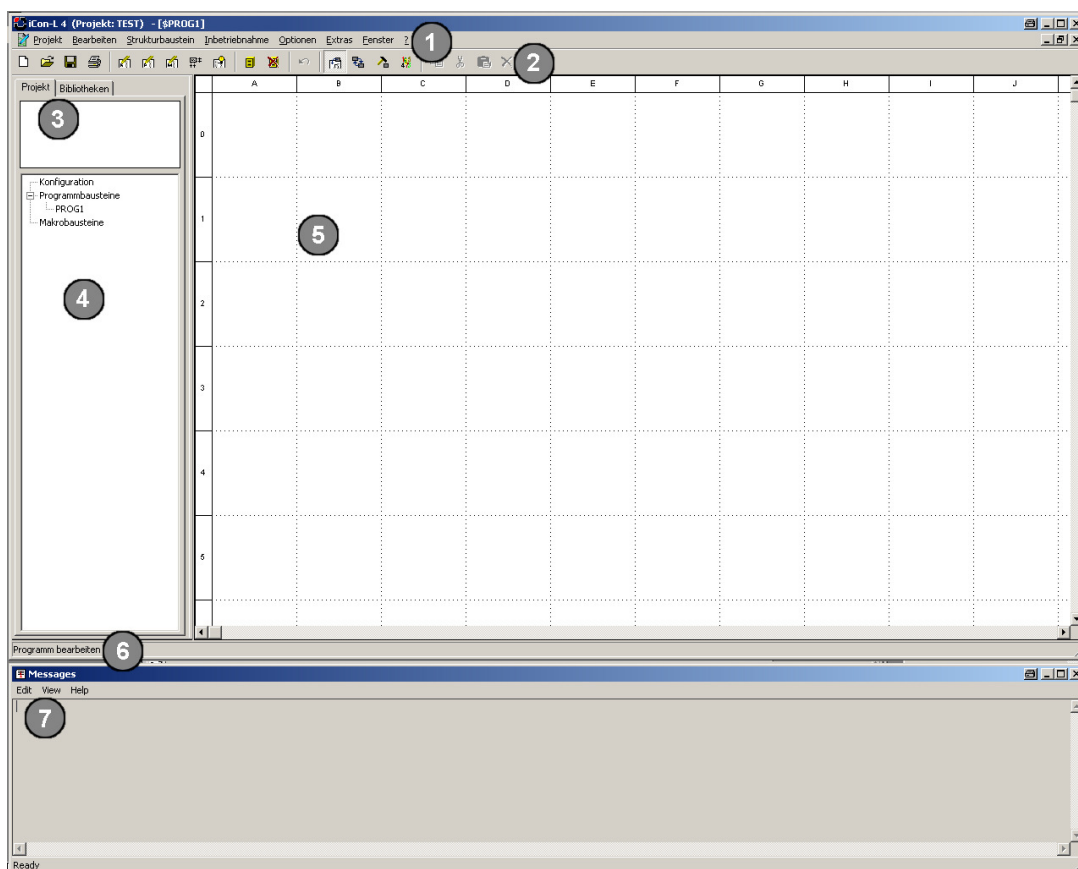 iCon-L 4 (Projekt: TEST) - [$PROG1]
Projekt Bearbeiten Strukturbaustein Inbetriebnahme Optionen Extras Fenster ?
1
2
Projekt Bibliotheken
3
A B C D E F G H I J
0
1
2
3
4
5
Konfiguration
Programmbausteine
PROG1
Makrobausteine
4
5
Programm bearbeiten
6
Messages
Edit View Help
7
Ready